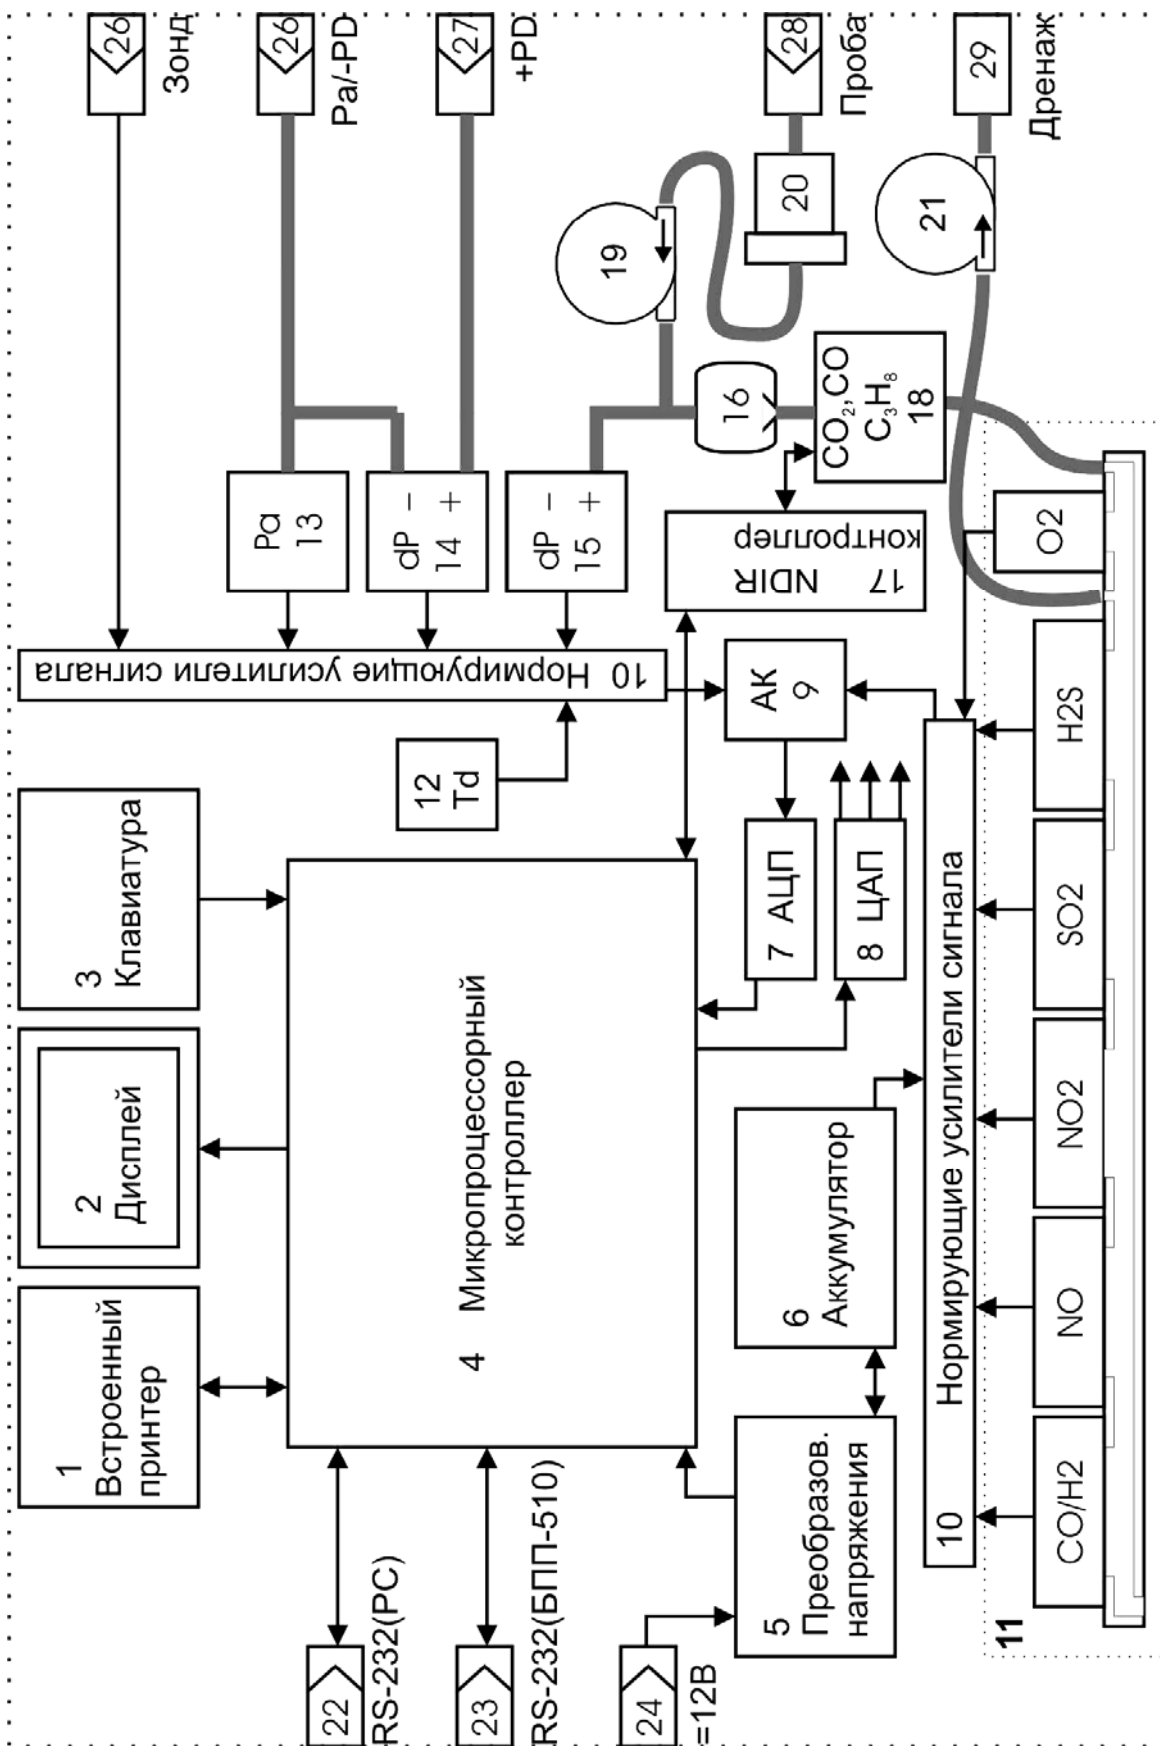 1
Встроенный
принтер
2
Дисплей
3
Клавиатура
10 Нормирующие усилители сигнала
26
Зонд
12
Td
Pa
13
26
Pa/-PD
dP -
14 +
27
+PD
dP -
15 +
22
RS-232(PC)
23
RS-232(БПП-510)
24
=12В
4 Микропроцессорный
контроллер
5
Преобразов.
напряжения
6
Аккумулятор
7 АЦП
8 ЦАП
АК
9
17 NDIR
контроллер
16
CO₂,CO
C₃H₈
18
19
20
28
Проба
21
29
Дренаж
10 Нормирующие усилители сигнала
11
CO/H2
NO
NO2
SO2
H2S
O2